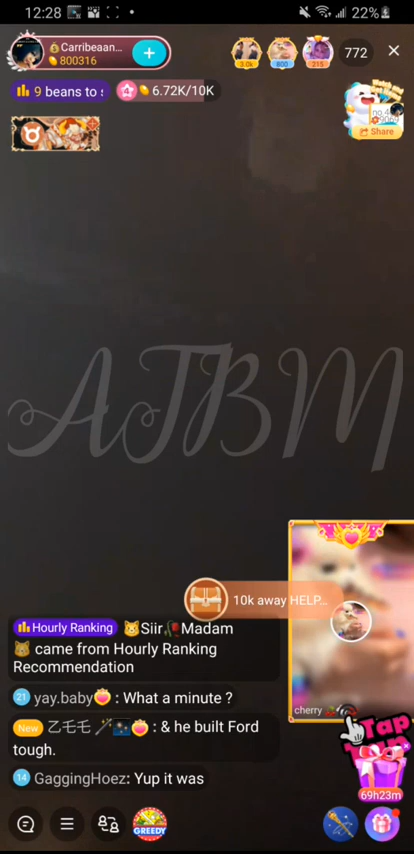 12:28
22%
Carribeaan...
800316
3.0k
800
215
772
9 beans to
6.72K/10K
Share
AJBM
10k away HELP...
Hourly Ranking Siir Madam
came from Hourly Ranking
Recommendation
21 yay.baby : What a minute ?
New 乙乇乇 : & he built Ford
tough.
14 GaggingHoez: Yup it was
cherry
Tap
69h23m
GREEDY